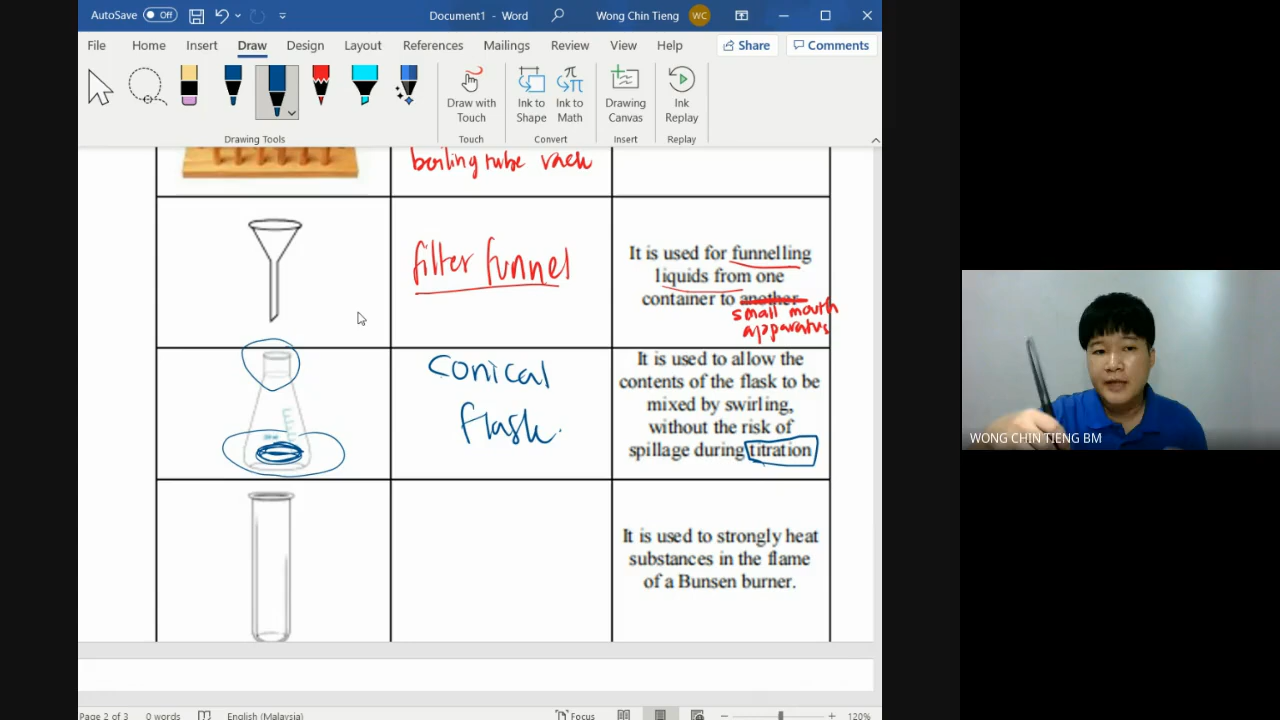 AutoSave Off Document1 - Word Wong Chin Tieng WC
File Home Insert Draw Design Layout References Mailings Review View Help Share Comments
Draw with Touch
Ink to Shape
Ink to Math
Drawing Canvas
Ink Replay
Drawing Tools Touch Convert Insert Replay
boiling tube rack
filter funnel
It is used for funnelling
liquids from one
container to another
small mouth
apparatus
conical
flask.
It is used to allow the
contents of the flask to be
mixed by swirling,
without the risk of
spillage during titration
It is used to strongly heat
substances in the flame
of a Bunsen burner.
WONG CHIN TIENG BM
Page 2 of 3 0 words English (Malaysia) Focus 120%